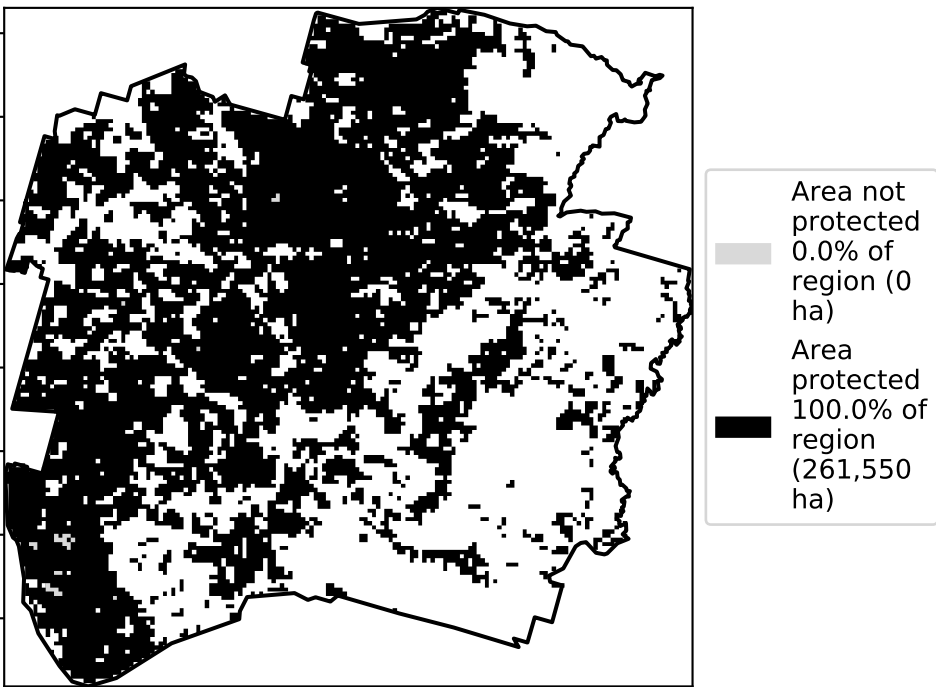 Area not
protected
0.0% of
region (0
ha)
Area
protected
100.0% of
region
(261,550
ha)